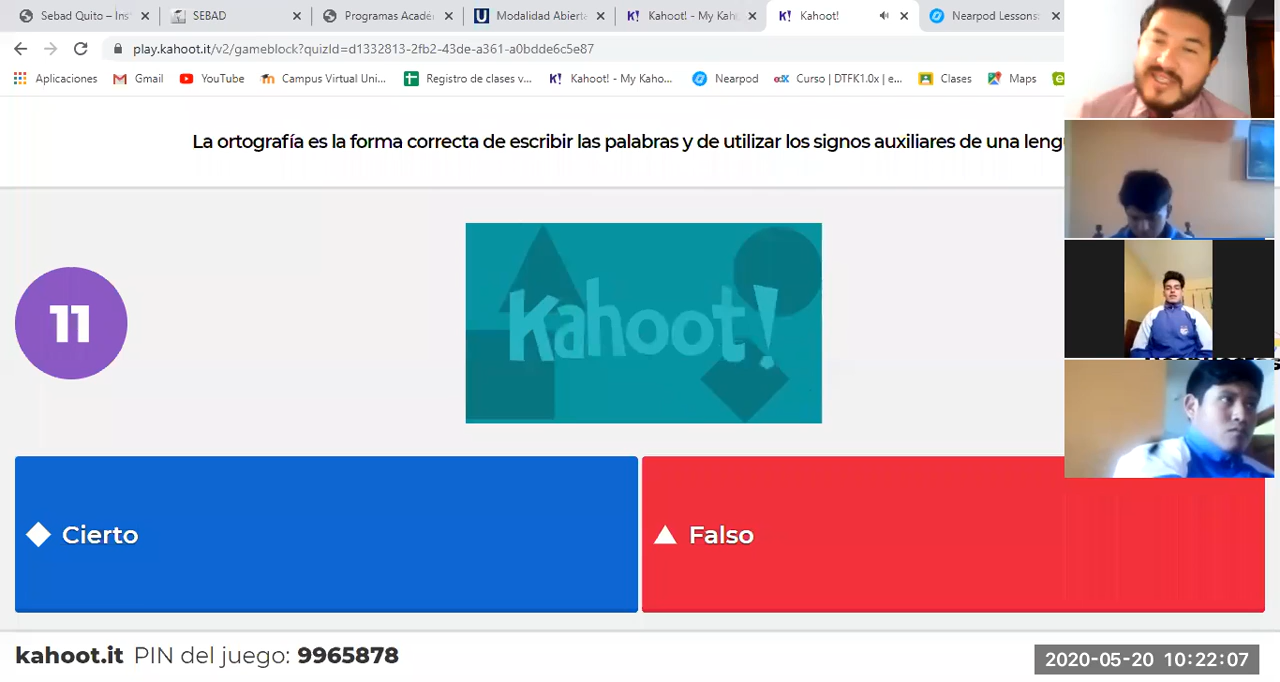 Sebad Quito – Ins
SEBAD
Programas Acadé
Modalidad Abierta
K! Kahoot! - My Kah
K! Kahoot!
Nearpod Lessons:
play.kahoot.it/v2/gameblock?quizId=d1332813-2fb2-43de-a361-a0bdde6c5e87
Aplicaciones
Gmail
YouTube
Campus Virtual Uni...
Registro de clases v...
K! Kahoot! - My Kaho...
Nearpod
edX Curso | DTFK1.0x | e...
Clases
Maps
La ortografía es la forma correcta de escribir las palabras y de utilizar los signos auxiliares de una leng
Kahoot!
11
Cierto
Falso
kahoot.it PIN del juego: 9965878
2020-05-20 10:22:07